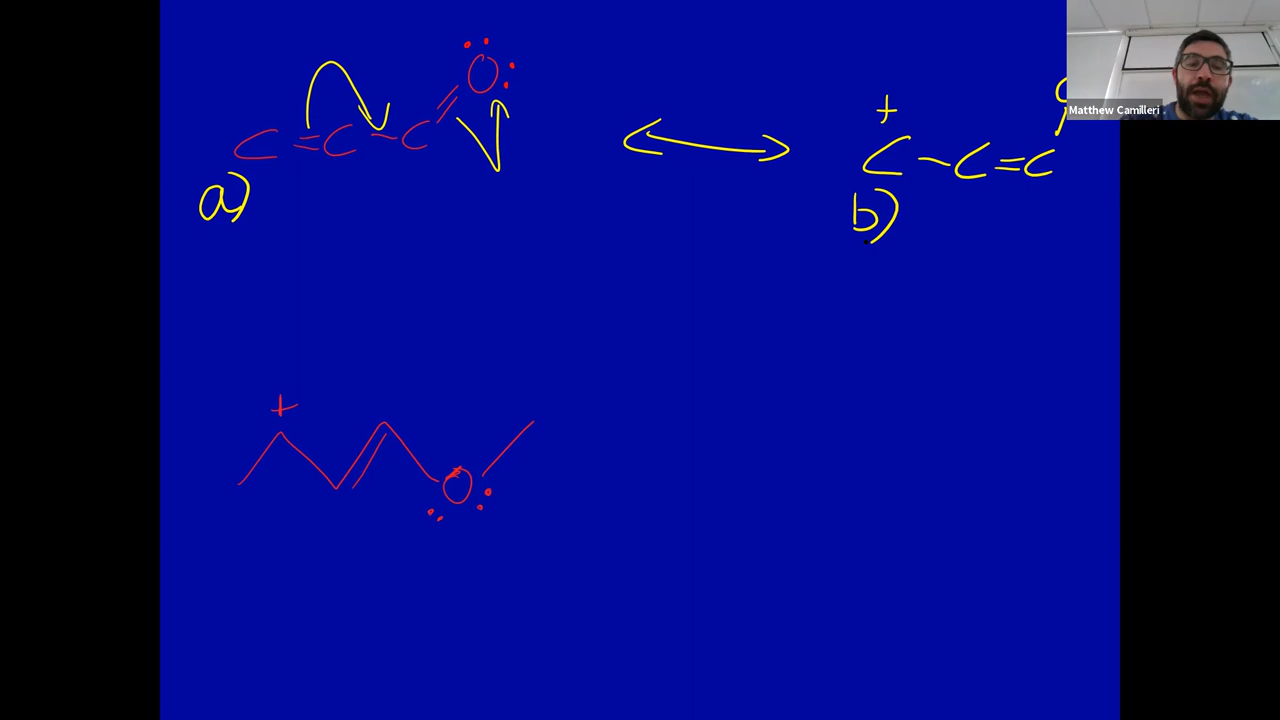 C = C - C = O
+
C - C = C
a)
b)
+
O
Matthew Camilleri